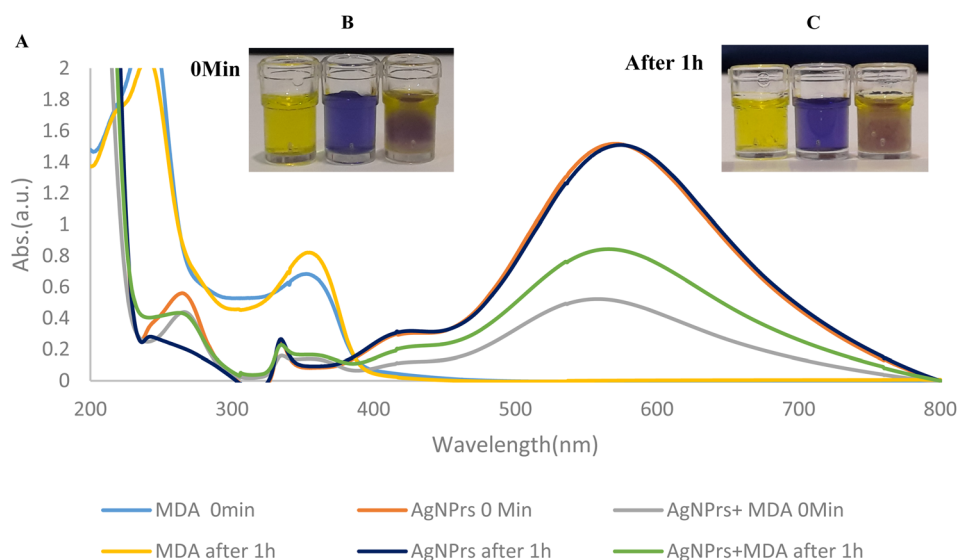 B
C
A
0Min
After 1h
2
1.8
1.6
1.4
1.2
1
0.8
0.6
0.4
0.2
0
Abs.(a.u.)
200 300 400 500 600 700 800
Wavelength(nm)
MDA 0min AgNPrs 0 Min AgNPrs+ MDA 0Min
MDA after 1h AgNPrs after 1h AgNPrs+MDA after 1h